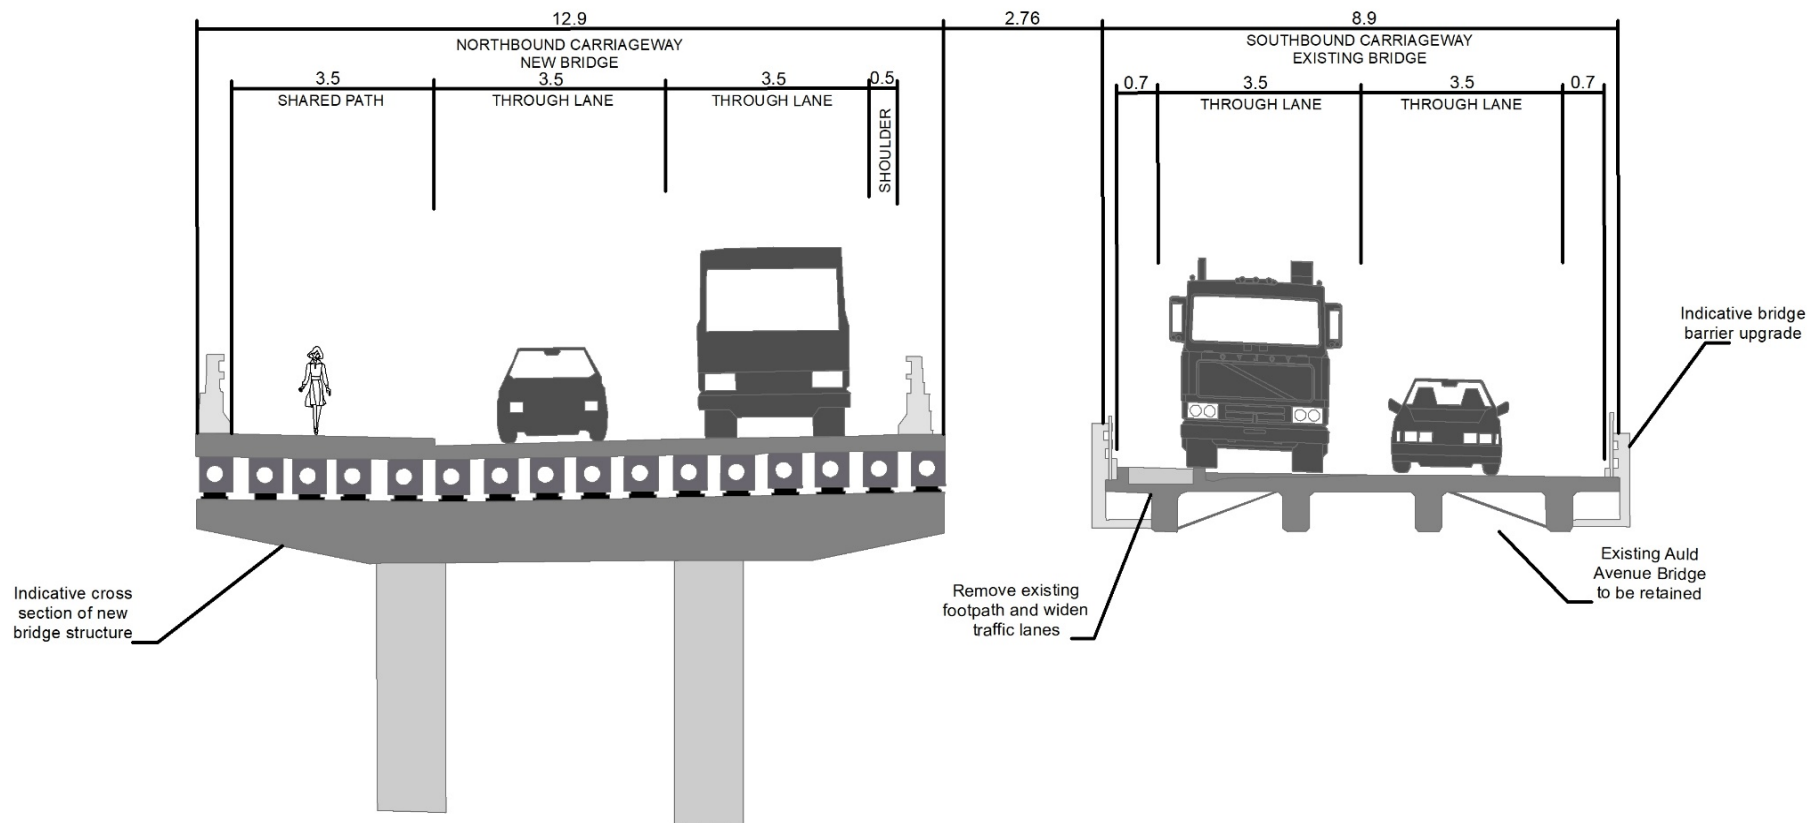 12.9
2.76
8.9
NORTHBOUND CARRIAGEWAY
NEW BRIDGE
SOUTHBOUND CARRIAGEWAY
EXISTING BRIDGE
3.5
3.5
3.5
0.5
SHARED PATH
THROUGH LANE
THROUGH LANE
SHOULDER
0.7
3.5
3.5
0.7
THROUGH LANE
THROUGH LANE
Indicative bridge
barrier upgrade
Indicative cross
section of new
bridge structure
Remove existing
footpath and widen
traffic lanes
Existing Auld
Avenue Bridge
to be retained